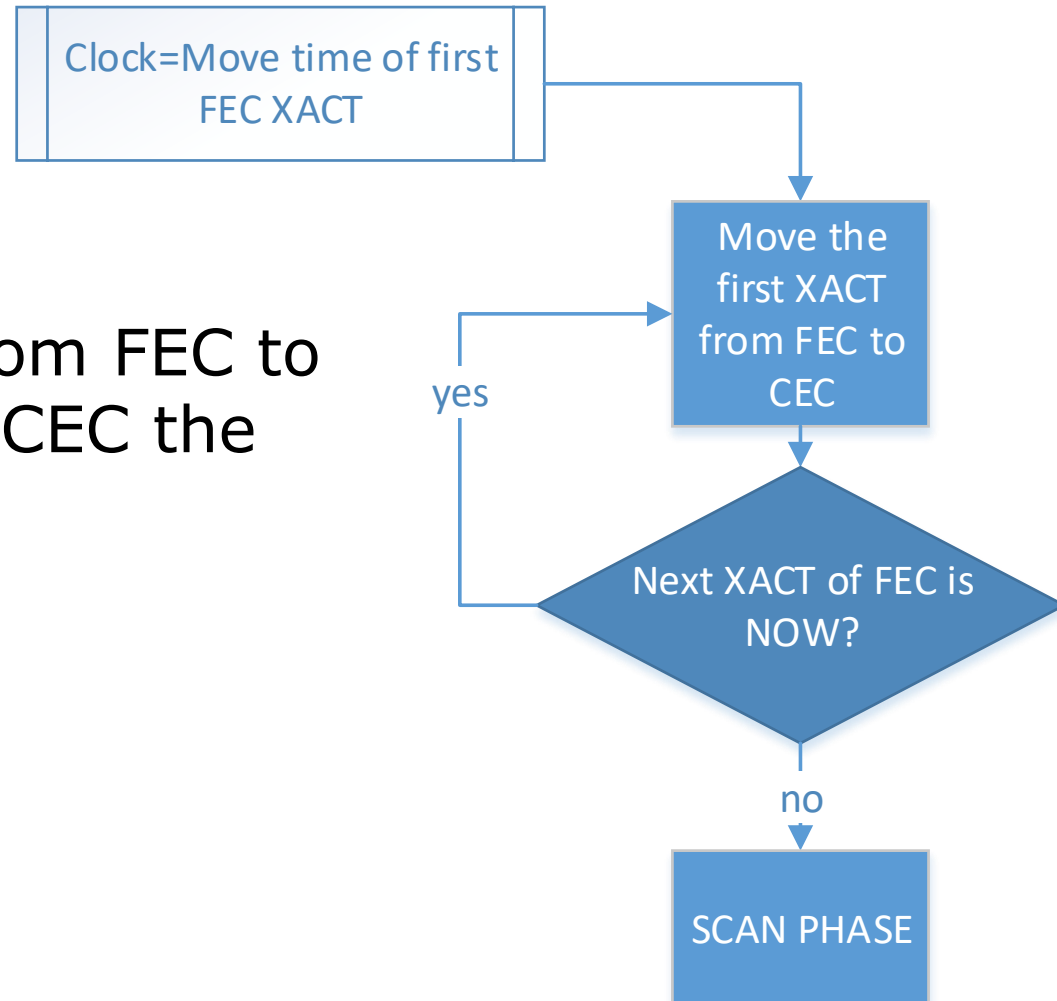 Clock=Move time of first
FEC XACT
Move the
first XACT
from FEC to
CEC
FEC to
CEC the
yes
Next XACT of FEC is
NOW?
no
SCAN PHASE